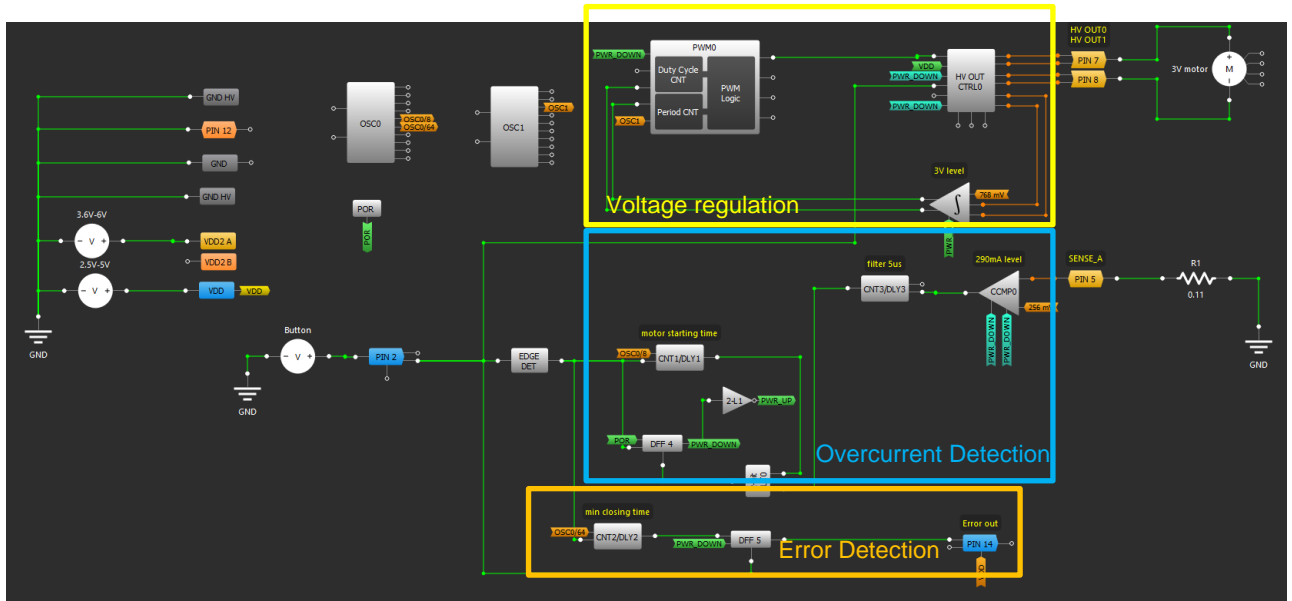 HV OUT0
HV OUT1
PWR_DOWN
PWM0
Duty Cycle
CNT
PWM
Logic
Period CNT
OSC1
VDD
PWR_DOWN
PWR_DOWN
HV OUT
CTRL0
PIN 7
PIN 8
3V motor
+
M
GND HV
PIN 12
GND
GND HV
OSC0
OSC0/8
OSC0/64
OSC1
OSC1
POR
POR
3V level
768 mV
Voltage regulation
3.6V-6V
- V +
VDD2 A
VDD2 B
2.5V-5V
- V +
VDD
VDD
GND
filter 5us
CNT3/DLY3
290mA level
CCMP0
256 mV
PWR_DOWN
PWR_DOWN
SENSE_A
PIN 5
R1
0.11
GND
Button
- V +
PIN 2
GND
EDGE
DET
motor starting time
OSC0/8
CNT1/DLY1
2-L1
PWR_UP
POR
DFF 4
PWR_DOWN
Overcurrent Detection
min closing time
OSC0/64
CNT2/DLY2
PWR_DOWN
DFF 5
Error Detection
Error out
PIN 14